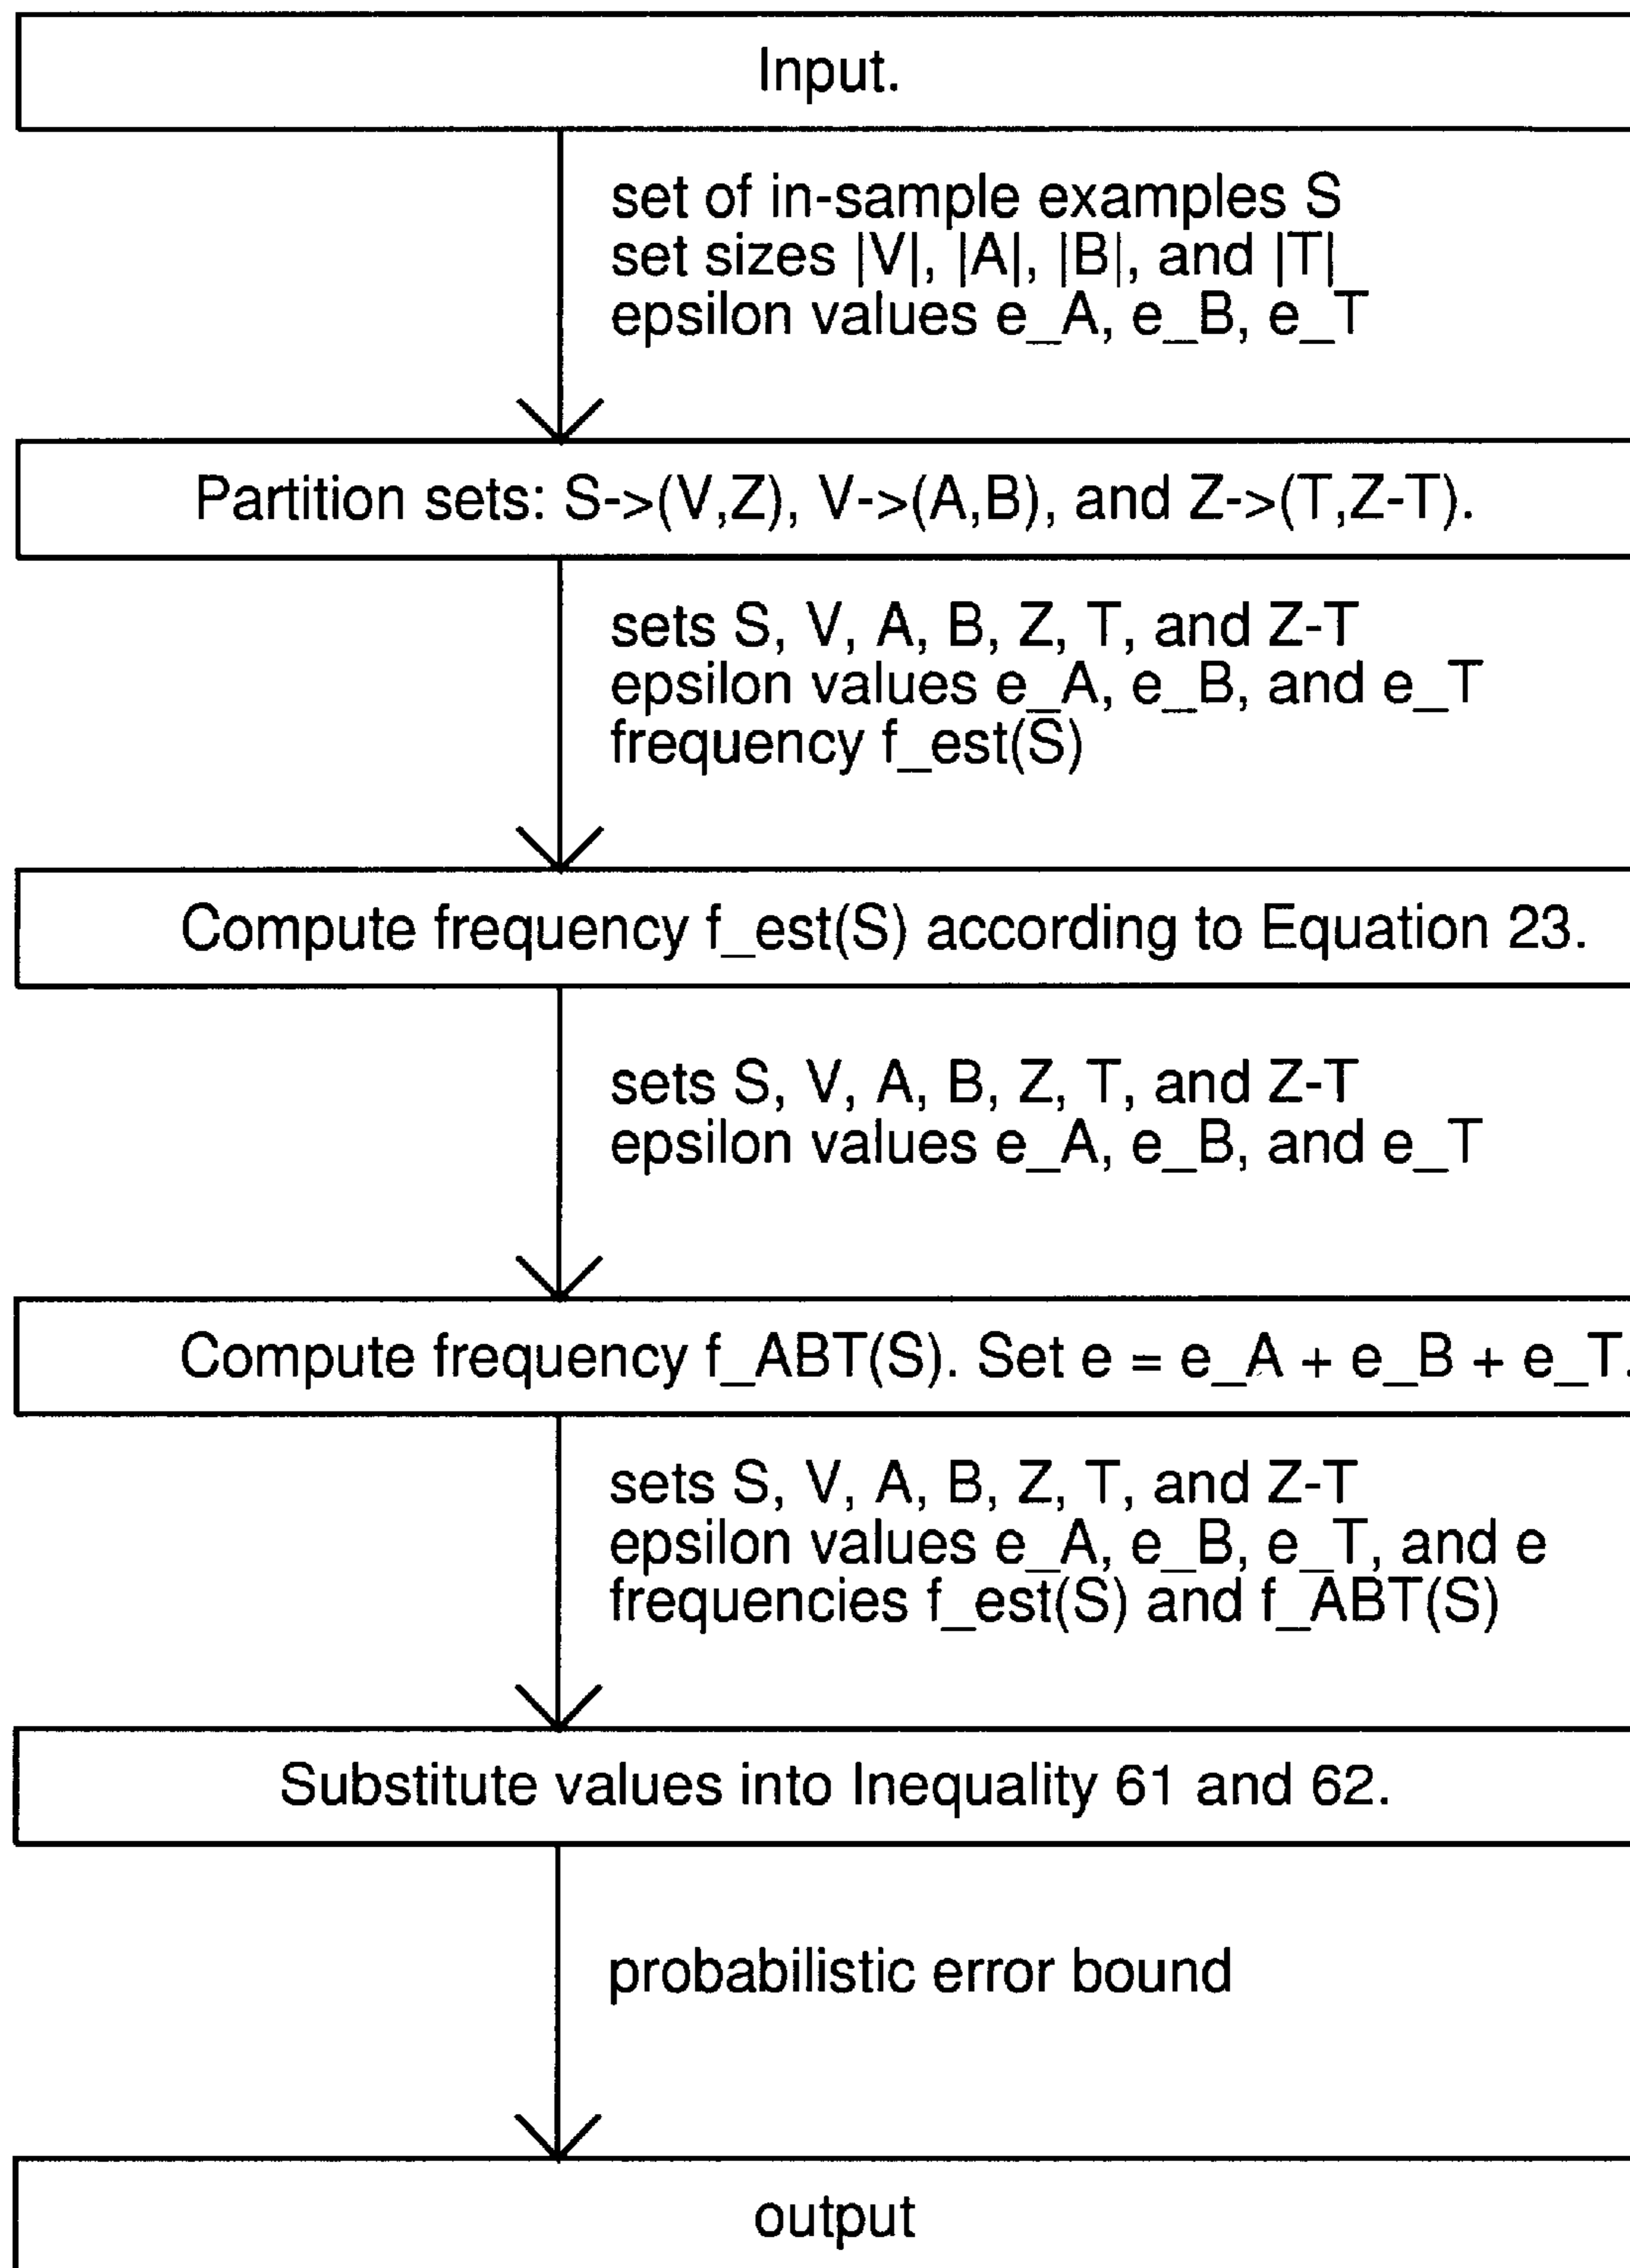 Input.
set of in-sample examples S
set sizes |V|, |A|, |B|, and |T|
epsilon values e_A, e_B, e_T
Partition sets: S->(V,Z), V->(A,B), and Z->(T,Z-T).
sets S, V, A, B, Z, T, and Z-T
epsilon values e_A, e_B, and e_T
frequency f_est(S)
Compute frequency f_est(S) according to Equation 23.
sets S, V, A, B, Z, T, and Z-T
epsilon values e_A, e_B, and e_T
Compute frequency f_ABT(S). Set e = e_A + e_B + e_T.
sets S, V, A, B, Z, T, and Z-T
epsilon values e_A, e_B, e_T, and e
frequencies f_est(S) and f_ABT(S)
Substitute values into Inequality 61 and 62.
probabilistic error bound
output